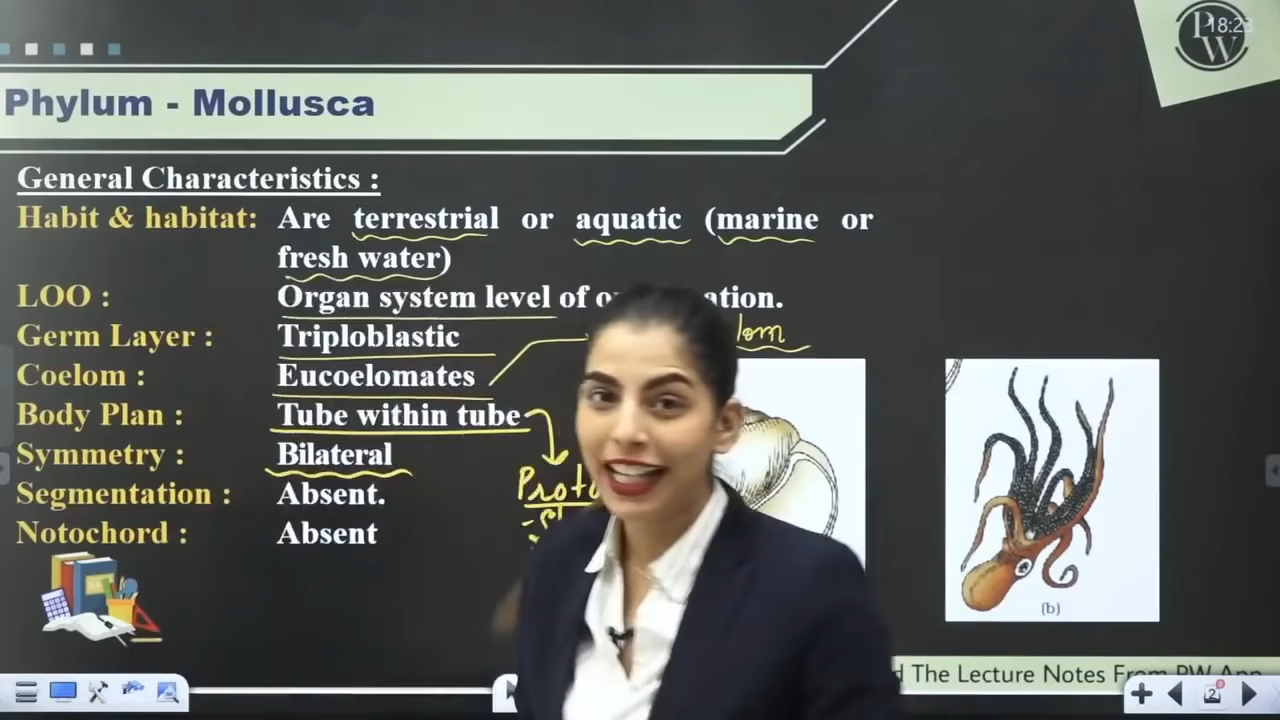 PW
18:23
Phylum - Mollusca
General Characteristics :
Habit & habitat: Are terrestrial or aquatic (marine or
fresh water)
LOO : Organ system level of
Germ Layer : Triploblastic
Coelom : Eucoelomates
Body Plan : Tube within tube
Symmetry : Bilateral
Segmentation : Absent.
Notochord : Absent
(b)
The Lecture Notes From PW App
2